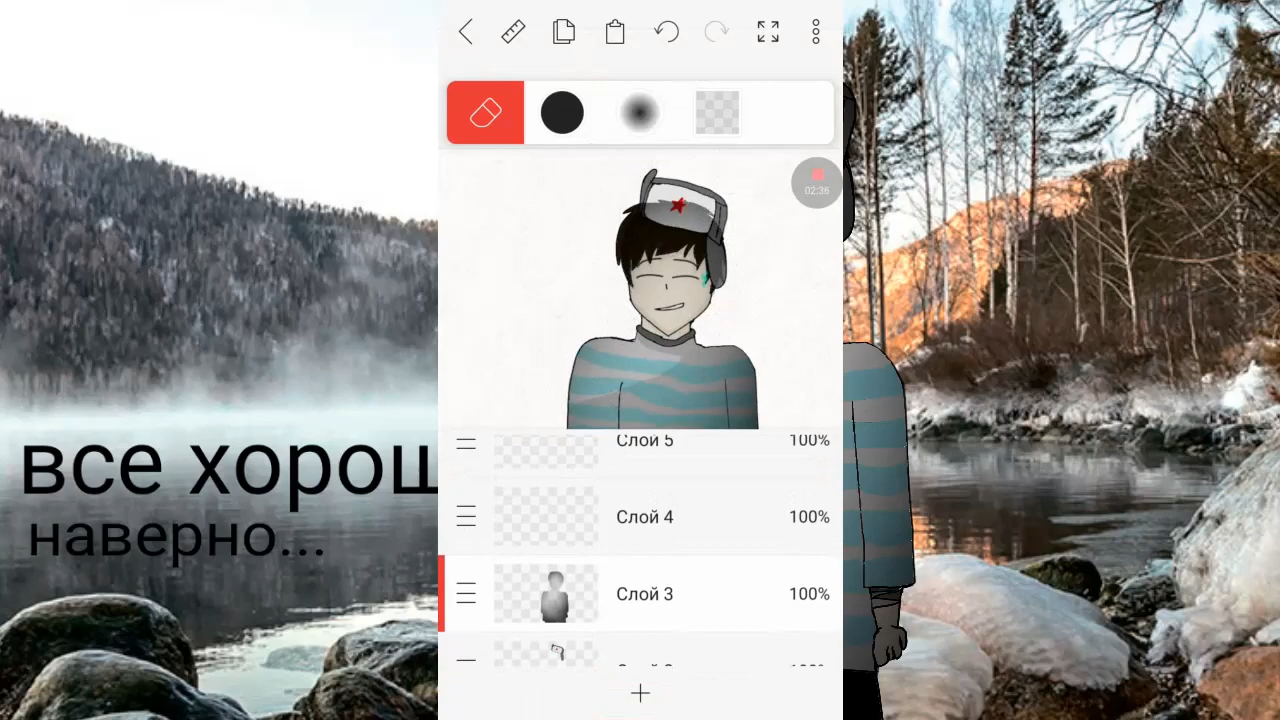 02:36
все хорош
наверно...
Слой 5 100%
Слой 4 100%
Слой 3 100%